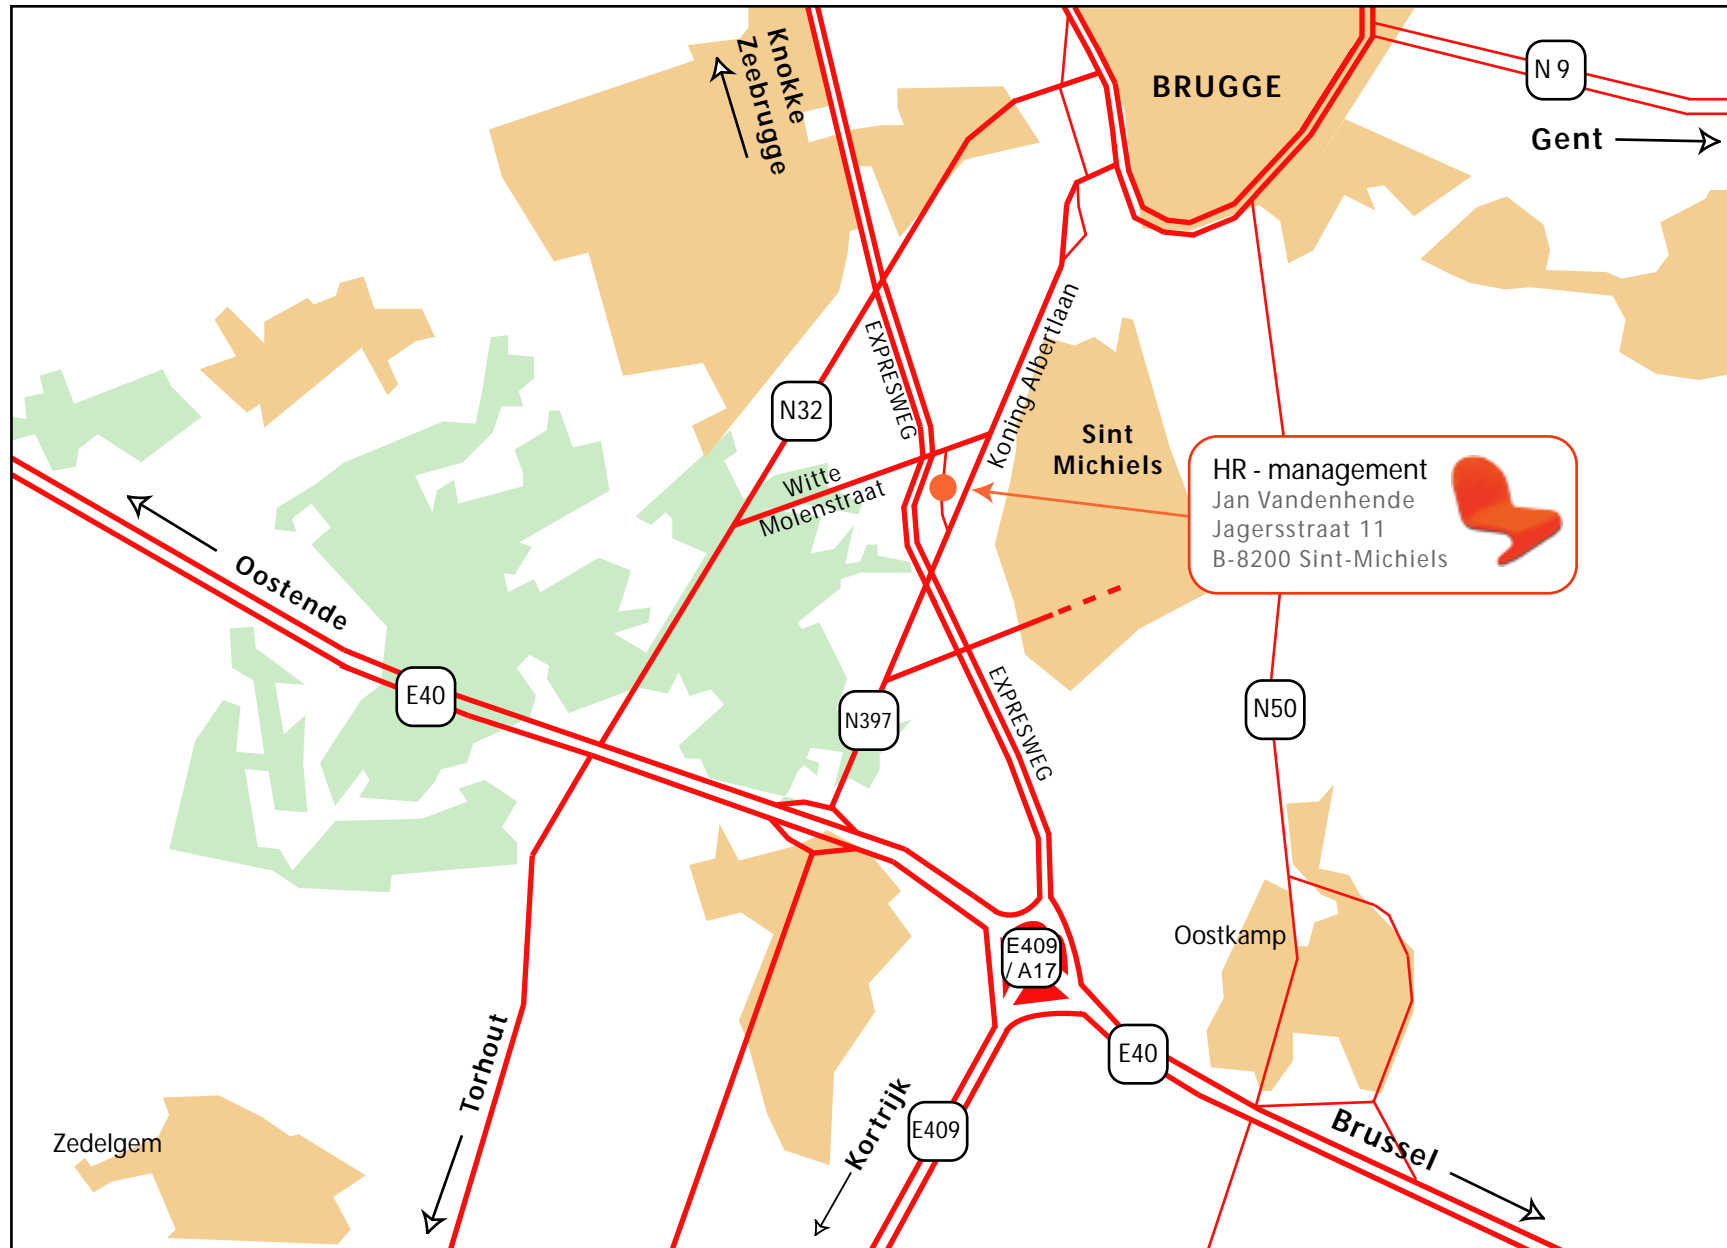 Knokke
Zeebrugge
BRUGGE
N 9
Gent
EXPRESWEG
Koning Albertlaan
N32
Sint
Michiels
Witte
Molenstraat
HR - management
Jan Vandenhende
Jagersstraat 11
B-8200 Sint-Michiels
Oostende
E40
N397
EXPRESWEG
N50
E409
/ A17
Oostkamp
Torhout
E40
Kortrijk
E409
Brussel
Zedelgem